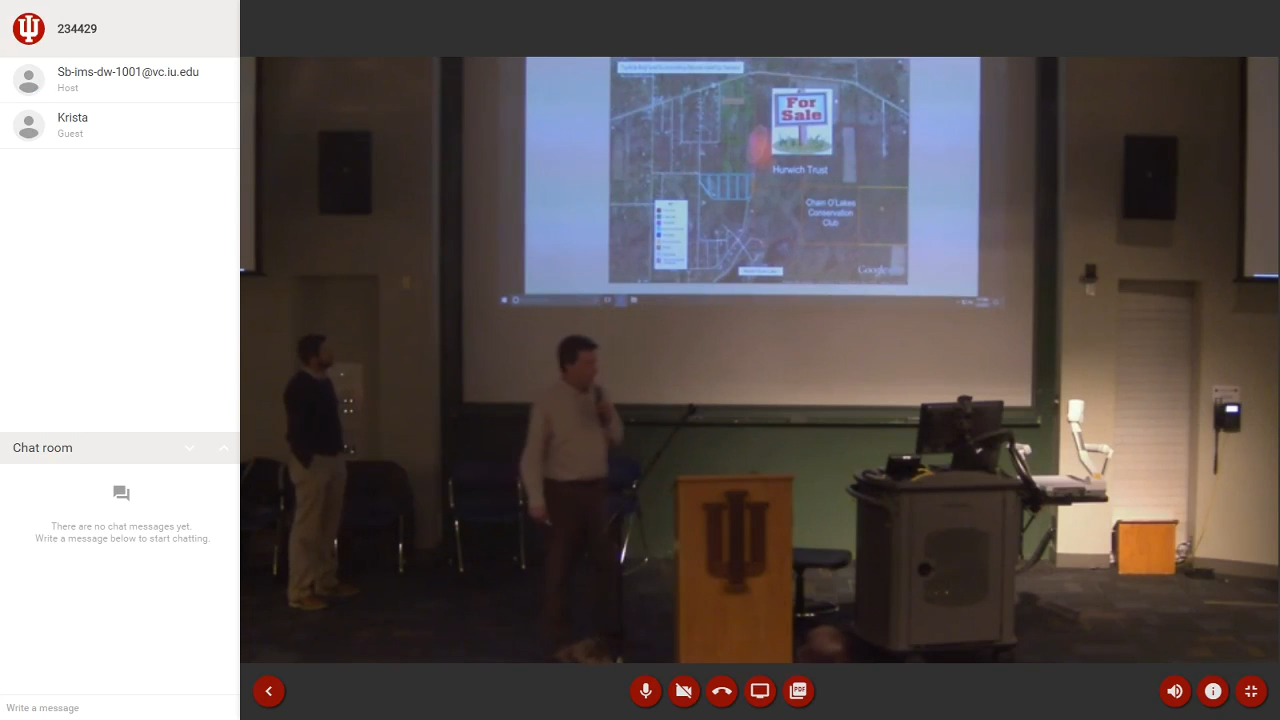 234429
Sb-ims-dw-1001@vc.iu.edu
Host
Krista
Guest
Chat room
There are no chat messages yet.
Write a message below to start chatting.
Write a message
For
Sale
Hurwich Trust
Chain O'Lakes
Conservation
Club
Google
PDF